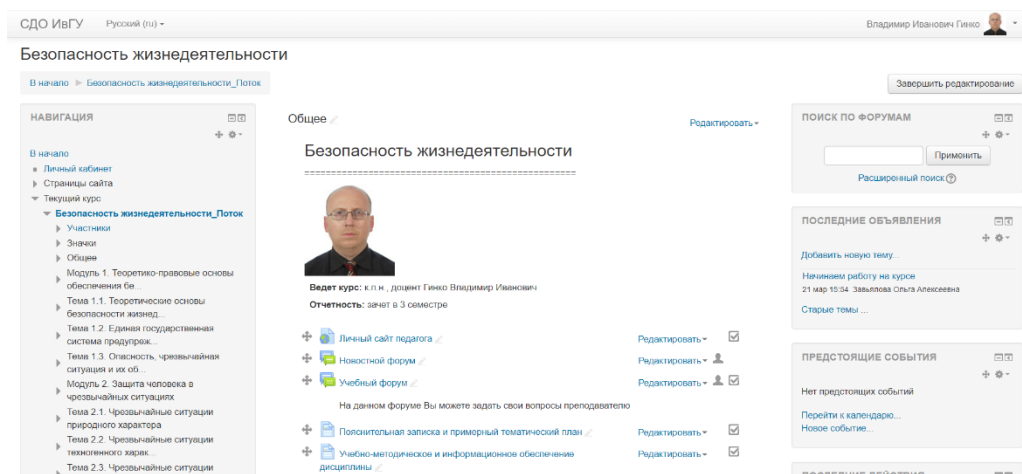 СДО ИвГУ Русский (ru)
Владимир Иванович Гинко
Безопасность жизнедеятельности
В начало Безопасность жизнедеятельности_Поток
Завершить редактирование
НАВИГАЦИЯ
В начало
Личный кабинет
Страницы сайта
Текущий курс
Безопасность жизнедеятельности_Поток
Участники
Значки
Общее
Модуль 1. Теоретико-правовые основы
обеспечения бе...
Тема 1.1. Теоретические основы
безопасности жизнед...
Тема 1.2. Единая государственная
система предупреж...
Тема 1.3. Опасность, чрезвычайная
ситуация и их об...
Модуль 2. Защита человека в
чрезвычайных ситуациях
Тема 2.1. Чрезвычайные ситуации
природного характера
Тема 2.2. Чрезвычайные ситуации
техногенного харак...
Тема 2.3. Чрезвычайные ситуации
Общее
Редактировать
Безопасность жизнедеятельности
Ведет курс: к.п.н., доцент Гинко Владимир Иванович
Отчетность: зачет в 3 семестре
Личный сайт педагога Редактировать
Новостной форум Редактировать
Учебный форум Редактировать
На данном форуме Вы можете задать свои вопросы преподавателю
Пояснительная записка и примерный тематический план Редактировать
Учебно-методическое и информационное обеспечение Редактировать
дисциплины
ПОИСК ПО ФОРУМАМ
Применить
Расширенный поиск
ПОСЛЕДНИЕ ОБЪЯВЛЕНИЯ
Добавить новую тему...
Начинаем работу на курсе
21 мар 15:54 Завьялова Ольга Алексеевна
Старые темы ...
ПРЕДСТОЯЩИЕ СОБЫТИЯ
Нет предстоящих событий
Перейти к календарю...
Новое событие...
ПОСЛЕДНИЕ ДЕЙСТВИЯ